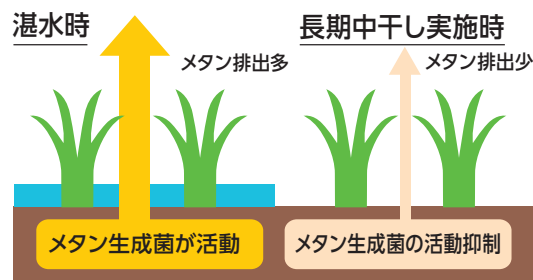 湛水時
メタン排出多
メタン生成菌が活動
長期中干し実施時
メタン排出少
メタン生成菌の活動抑制